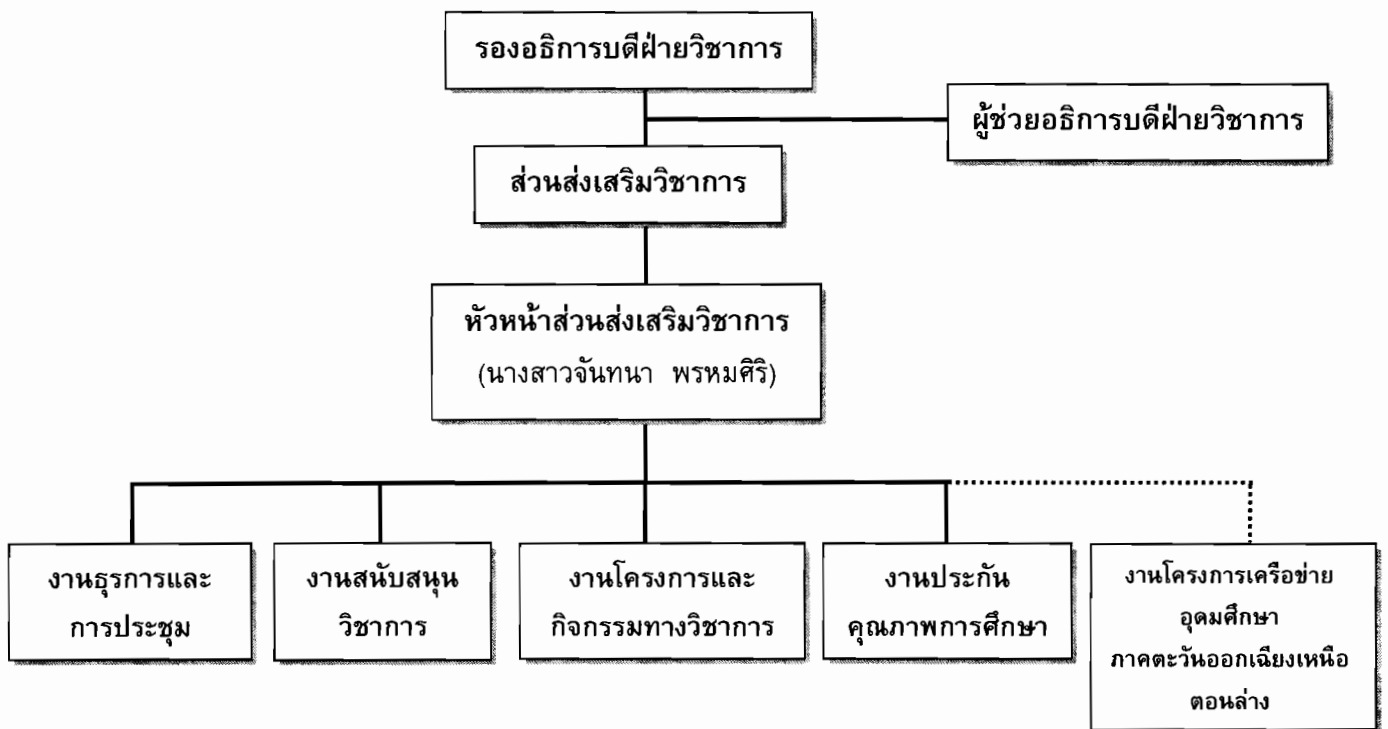 รองอธิการบดีฝ่ายวิชาการ
ผู้ช่วยอธิการบดีฝ่ายวิชาการ
ส่วนส่งเสริมวิชาการ
หัวหน้าส่วนส่งเสริมวิชาการ
(นางสาวจันทนา พรหมศิริ)
งานธุรการและ
การประชุม
งานสนับสนุน
วิชาการ
งานโครงการและ
กิจกรรมทางวิชาการ
งานประกัน
คุณภาพการศึกษา
งานโครงการเครือข่าย
อุดมศึกษา
ภาคตะวันออกเฉียงเหนือ
ตอนล่าง